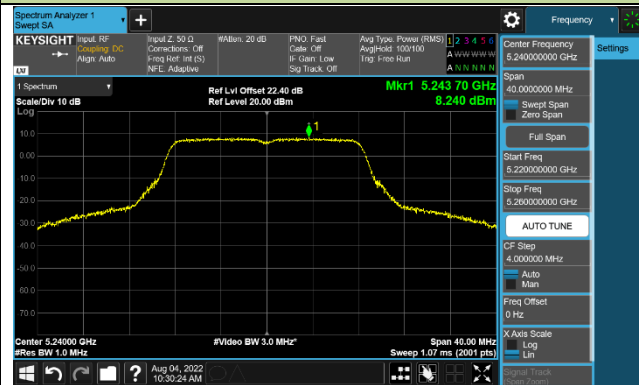 Spectrum Analyzer 1
Swept SA
Frequency
KEYSIGHT
Input: RF
Coupling: DC
Align: Auto
Input Z: 50 Ω
Corrections: Off
Freq Ref: Int (S)
NFE: Adaptive
#Atten: 20 dB
PNO: Fast
Gate: Off
IF Gain: Low
Sig Track: Off
Avg Type: Power (RMS)
Avg|Hold: 100/100
Trig: Free Run
1 2 3 4 5 6
A W W W W W
A N N N N N
LXI
1 Spectrum
Scale/Div 10 dB
Log
Ref Lvl Offset 22.40 dB
Ref Level 20.00 dBm
Mkr1 5.243 70 GHz
8.240 dBm
1
10.0
0.00
-10.0
-20.0
-30.0
-40.0
-50.0
-60.0
-70.0
Center 5.24000 GHz
#Res BW 1.0 MHz
#Video BW 3.0 MHz*
Span 40.00 MHz
Sweep 1.07 ms (2001 pts)
Aug 04, 2022
10:30:24 AM
Center Frequency
5.240000000 GHz
Span
40.0000000 MHz
Swept Span
Zero Span
Full Span
Start Freq
5.220000000 GHz
Stop Freq
5.260000000 GHz
AUTO TUNE
CF Step
4.000000 MHz
Auto
Man
Freq Offset
0 Hz
X Axis Scale
Log
Lin
Signal Track
(Span Zoom)
Settings